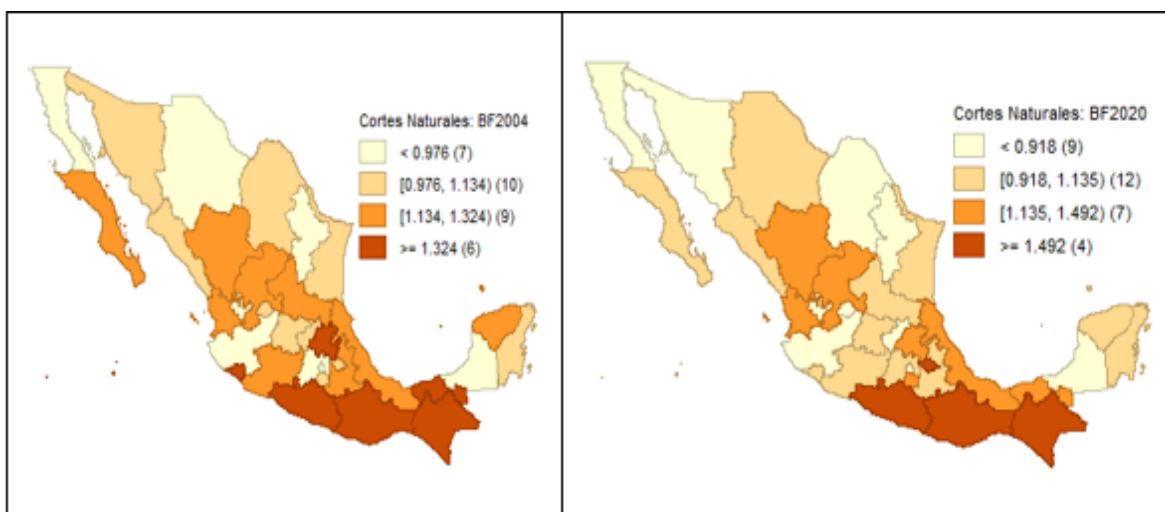 Cortes Naturales: BF2004
< 0.976 (7)
[0.976, 1.134) (10)
[1.134, 1.324) (9)
>= 1.324 (6)
Cortes Naturales: BF2020
< 0.918 (9)
[0.918, 1.135) (12)
[1.135, 1.492) (7)
>= 1.492 (4)